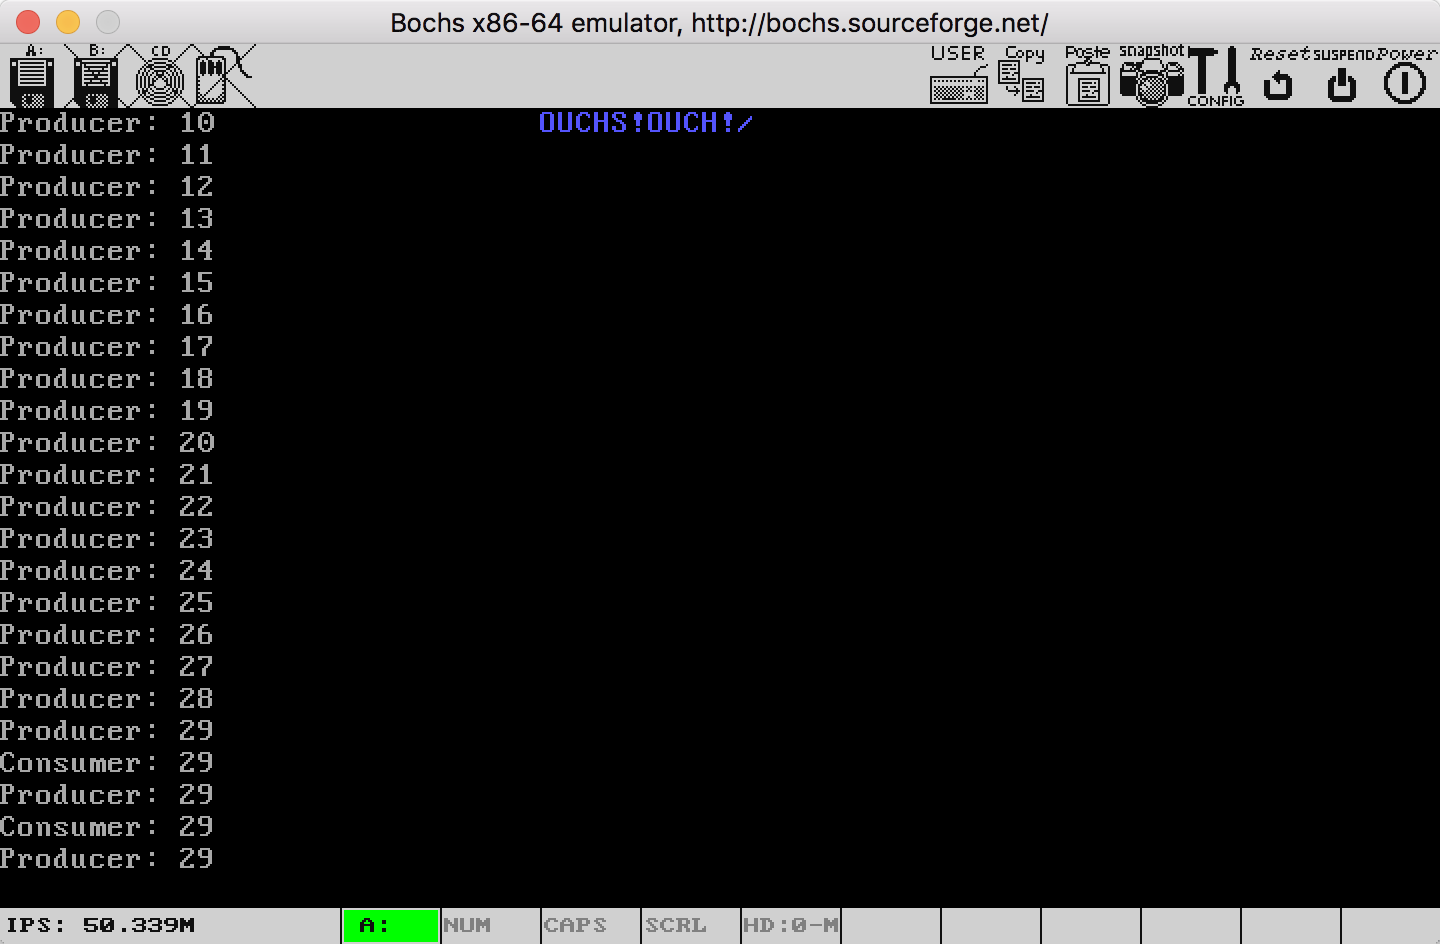 Bochs x86-64 emulator, http://bochs.sourceforge.net/
A: B: CD USER Copy Paste snapshot CONFIG Reset SUSPEND Power
Producer: 10 OUCHS!OUCH!/
Producer: 11
Producer: 12
Producer: 13
Producer: 14
Producer: 15
Producer: 16
Producer: 17
Producer: 18
Producer: 19
Producer: 20
Producer: 21
Producer: 22
Producer: 23
Producer: 24
Producer: 25
Producer: 26
Producer: 27
Producer: 28
Producer: 29
Consumer: 29
Producer: 29
Consumer: 29
Producer: 29
IPS: 50.339M A: NUM CAPS SCRL HD:0-M